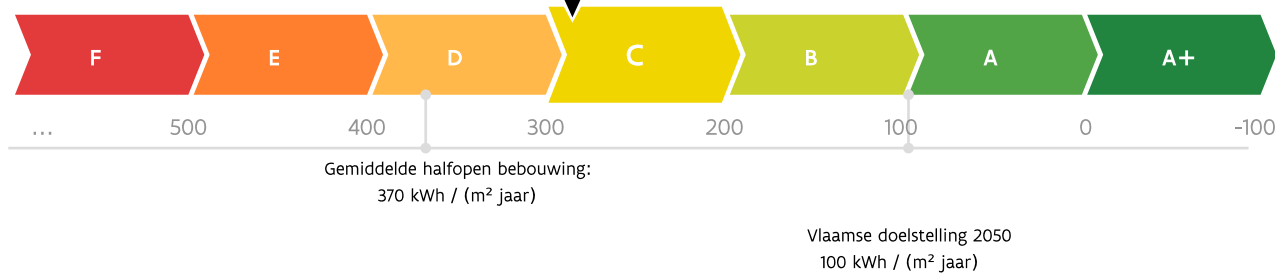 F E D C B A A+
... 500 400 300 200 100 0 -100
Gemiddelde halfopen bebouwing:
370 kWh / (m² jaar)
Vlaamse doelstelling 2050
100 kWh / (m² jaar)